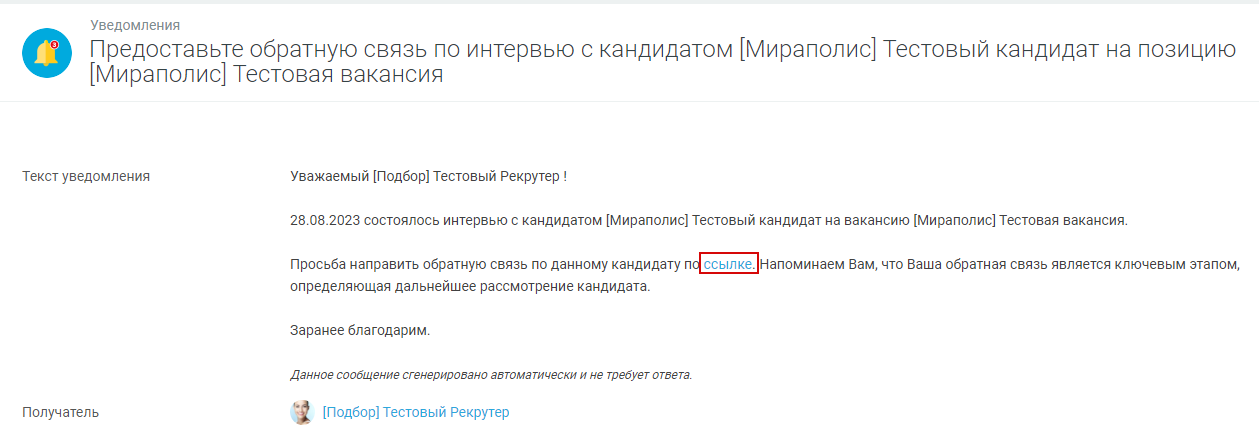 Уведомления
Предоставьте обратную связь по интервью с кандидатом [Мираполис] Тестовый кандидат на позицию
[Мираполис] Тестовая вакансия
Текст уведомления
Уважаемый [Подбор] Тестовый Рекрутер !
28.08.2023 состоялось интервью с кандидатом [Мираполис] Тестовый кандидат на вакансию [Мираполис] Тестовая вакансия.
Просьба направить обратную связь по данному кандидату по ссылке. Напоминаем Вам, что Ваша обратная связь является ключевым этапом,
определяющая дальнейшее рассмотрение кандидата.
Заранее благодарим.
Данное сообщение сгенерировано автоматически и не требует ответа.
Получатель
[Подбор] Тестовый Рекрутер